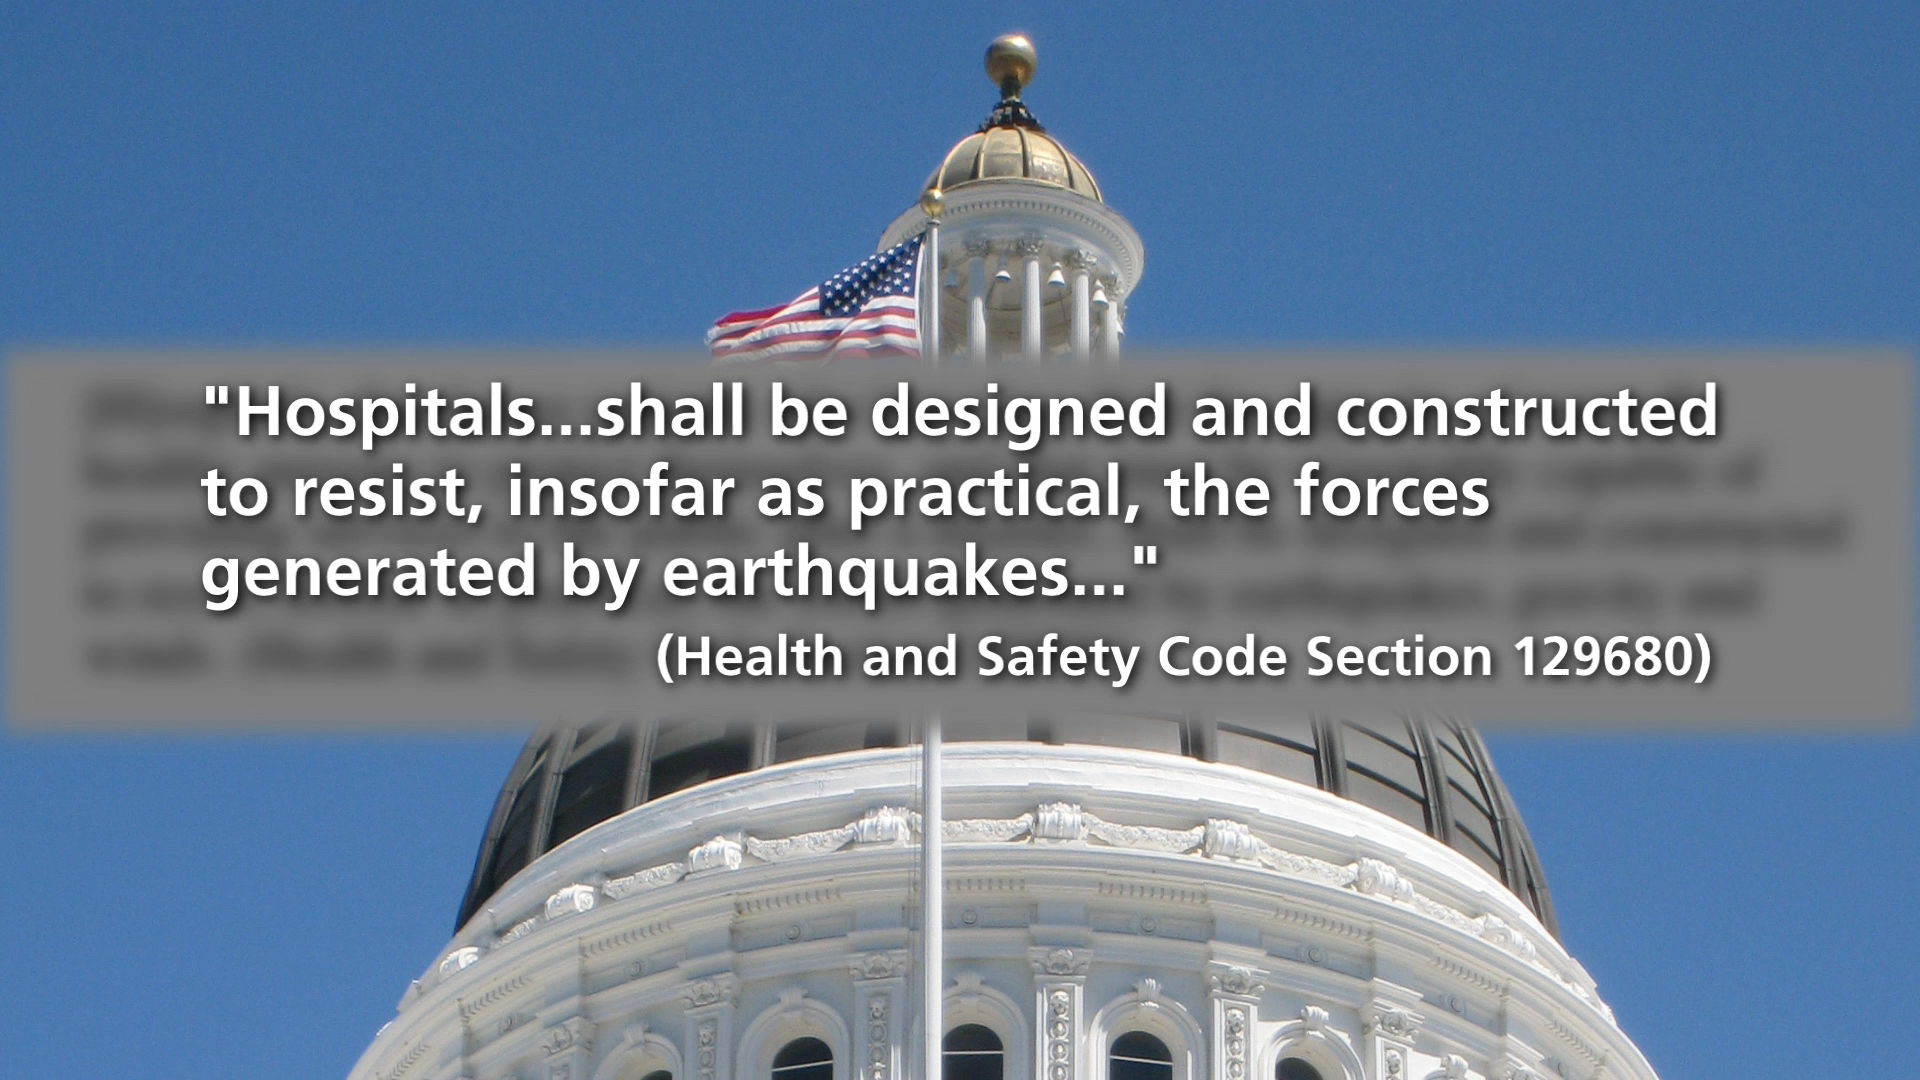 "Hospitals...shall be designed and constructed
to resist, insofar as practical, the forces
generated by earthquakes..."
(Health and Safety Code Section 129680)